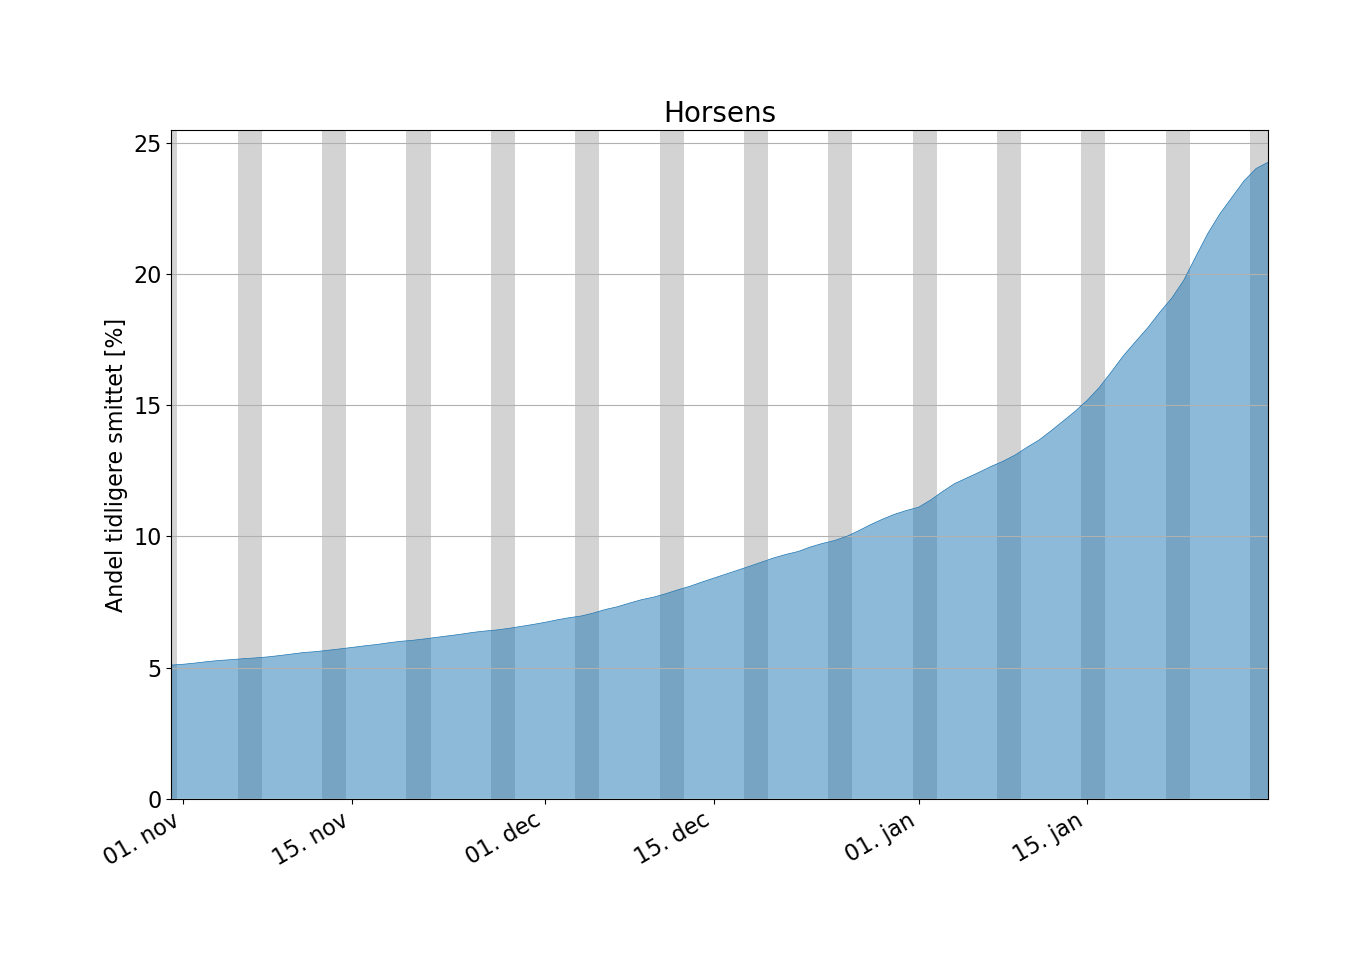 Horsens
Andel tidligere smittet [%]
25
20
15
10
5
0
01. nov
15. nov
01. dec
15. dec
01. jan
15. jan